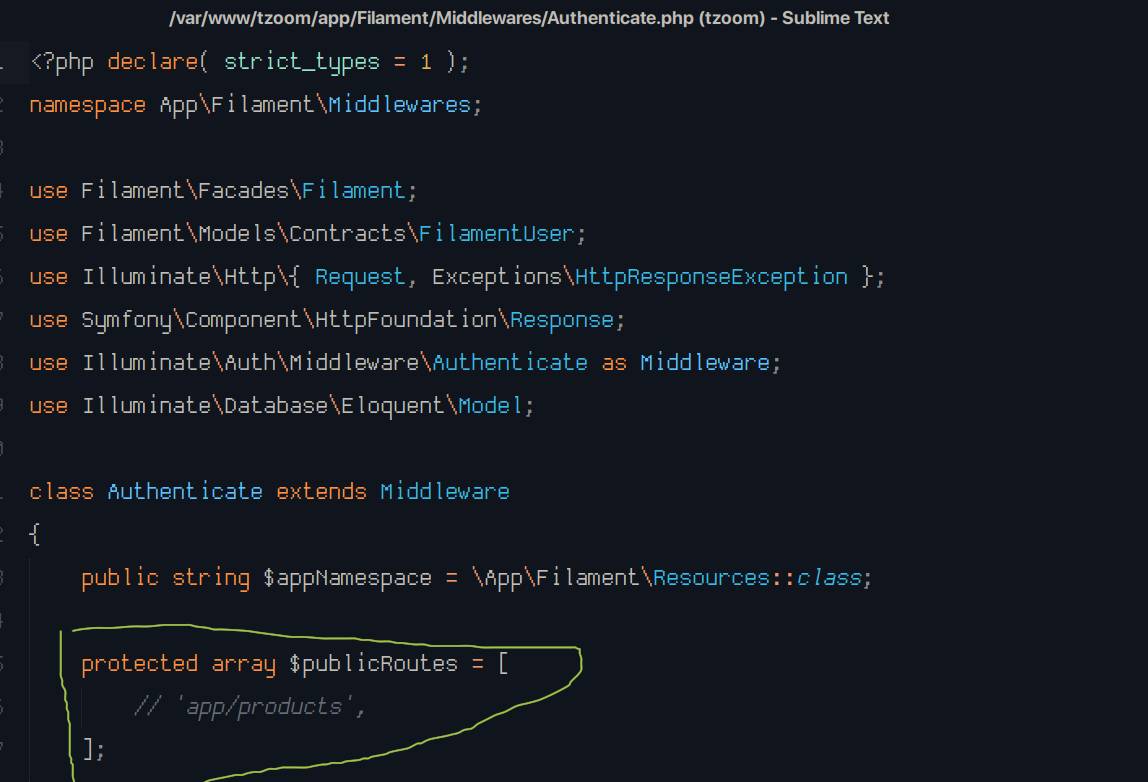 /var/www/tzoom/app/Filament/Middlewares/Authenticate.php (tzoom) - Sublime Text
<?php declare( strict_types = 1 );
namespace App\Filament\Middlewares;
use Filament\Facades\Filament;
use Filament\Models\Contracts\FilamentUser;
use Illuminate\Http\{ Request, Exceptions\HttpResponseException };
use Symfony\Component\HttpFoundation\Response;
use Illuminate\Auth\Middleware\Authenticate as Middleware;
use Illuminate\Database\Eloquent\Model;
class Authenticate extends Middleware
{
public string $appNamespace = \App\Filament\Resources::class;
protected array $publicRoutes = [
// 'app/products',
];